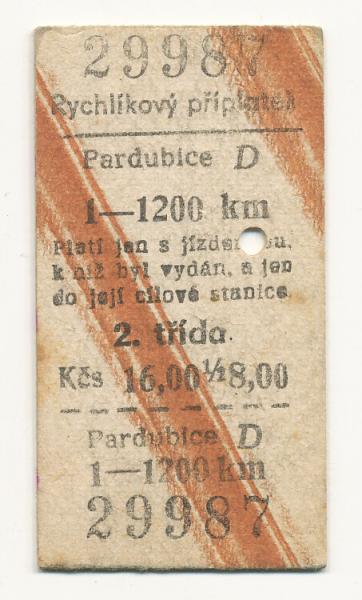 29987
Rychlíkový příplatek
Pardubice D
1—1200 km
Platí jen s jízdenkou,
k níž byl vydán, a jen
do její cílové stanice
2. třída
Kčs 16,00 ½ 8,00
Pardubice D
1—1200 km
29987